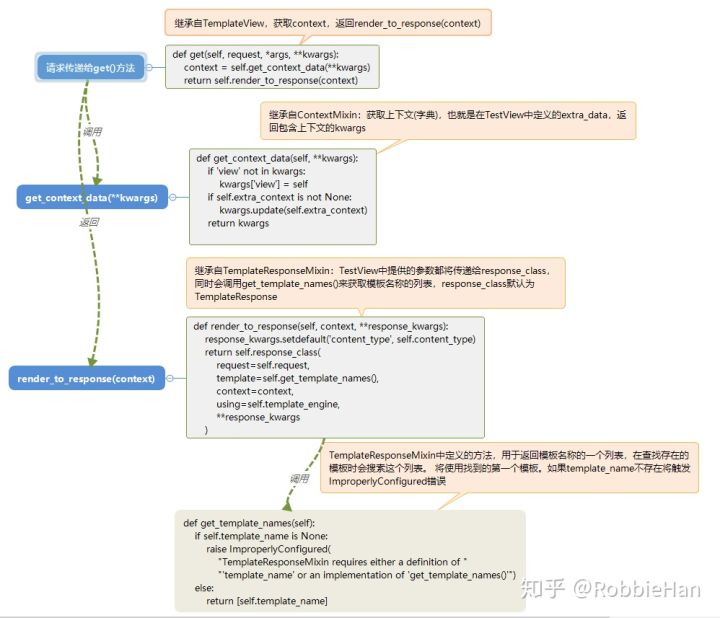 继承自TemplateView，获取context，返回render_to_response(context)
请求传递给get()方法
def get(self, request, *args, **kwargs):
context = self.get_context_data(**kwargs)
return self.render_to_response(context)
调用
继承自ContextMixin：获取上下文(字典)，也就是在TestView中定义的extra_data，返
回包含上下文的kwargs
get_context_data(**kwargs)
def get_context_data(self, **kwargs):
if 'view' not in kwargs:
kwargs['view'] = self
if self.extra_context is not None:
kwargs.update(self.extra_context)
return kwargs
返回
继承自TemplateResponseMixin：TestView中提供的参数都将传递给response_class，
同时会调用get_template_names()来获取模板名称的列表，response_class默认为
TemplateResponse
render_to_response(context)
def render_to_response(self, context, **response_kwargs):
response_kwargs.setdefault('content_type', self.content_type)
return self.response_class(
request=self.request,
template=self.get_template_names(),
context=context,
using=self.template_engine,
**response_kwargs
)
调用
TemplateResponseMixin中定义的方法，用于返回模板名称的一个列表，在查找存在的
模板时会搜素这个列表。 将使用找到的第一个模板。如果template_name不存在将触发
ImproperlyConfigured错误
def get_template_names(self):
if self.template_name is None:
raise ImproperlyConfigured(
"TemplateResponseMixin requires either a definition of "
"'template_name' or an implementation of 'get_template_names()'")
else:
return [self.template_name]
知乎 @RobbieHan